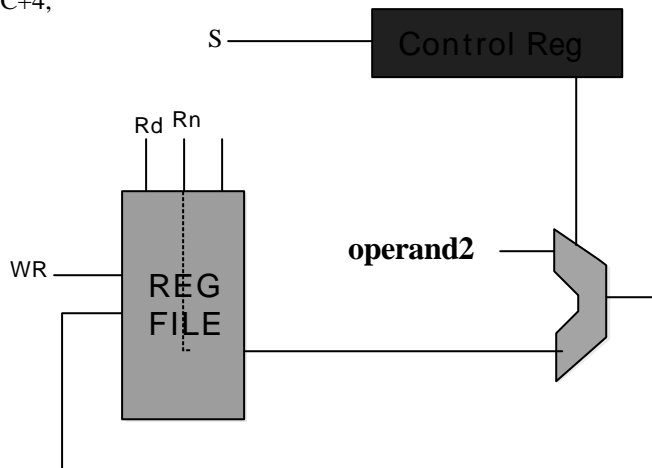 C+4;
S
Control Reg
Rd Rn
operand2
WR
REG
FILE